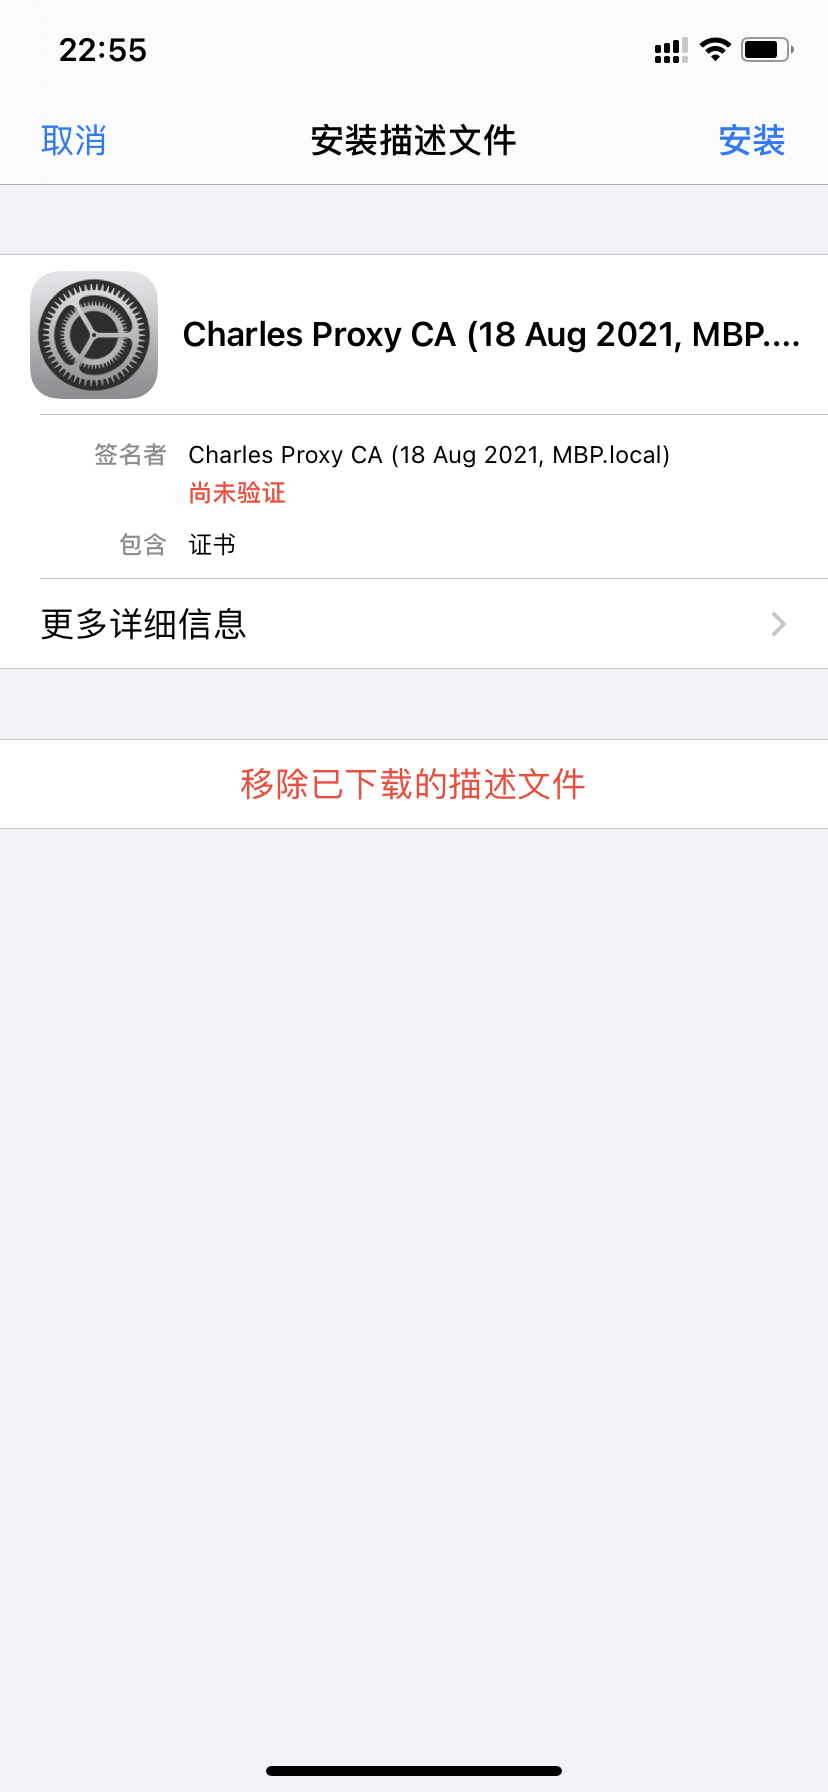 22:55
取消 安装描述文件 安装
Charles Proxy CA (18 Aug 2021, MBP....
签名者 Charles Proxy CA (18 Aug 2021, MBP.local)
尚未验证
包含 证书
更多详细信息
移除已下载的描述文件